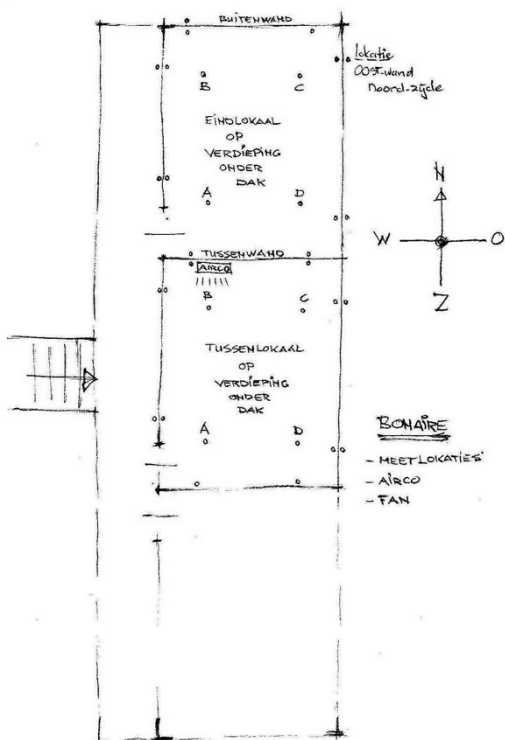 BUITENWAND
Lokatie
OOST-wand
Noord-zijde
B
C
EINDLOKAAL
OP
VERDIEPING
ONDER
DAK
A
D
N
W
O
Z
TUSSENWAND
AIRCO
B
C
TUSSENLOKAAL
OP
VERDIEPING
ONDER
DAK
A
D
BONAIRE
- MEETLOKATIES
- AIRCO
- FAN